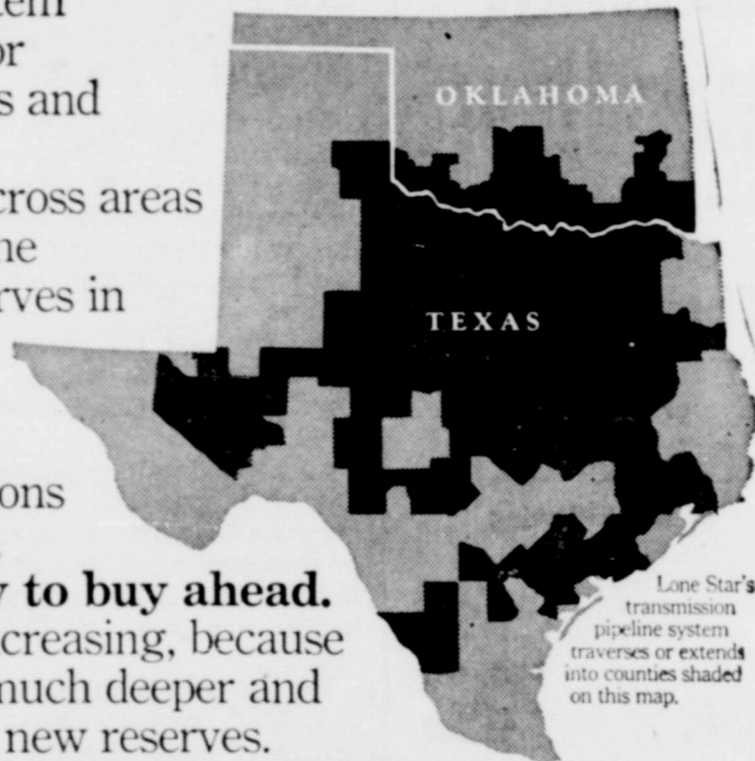 tem
or
s and
cross areas
ne
rves in
ons
y to buy ahead.
creasing, because
much deeper and
new reserves.
OKLAHOMA
TEXAS
Lone Star's
transmission
pipeline system
traverses or extends
into counties shaded
on this map.